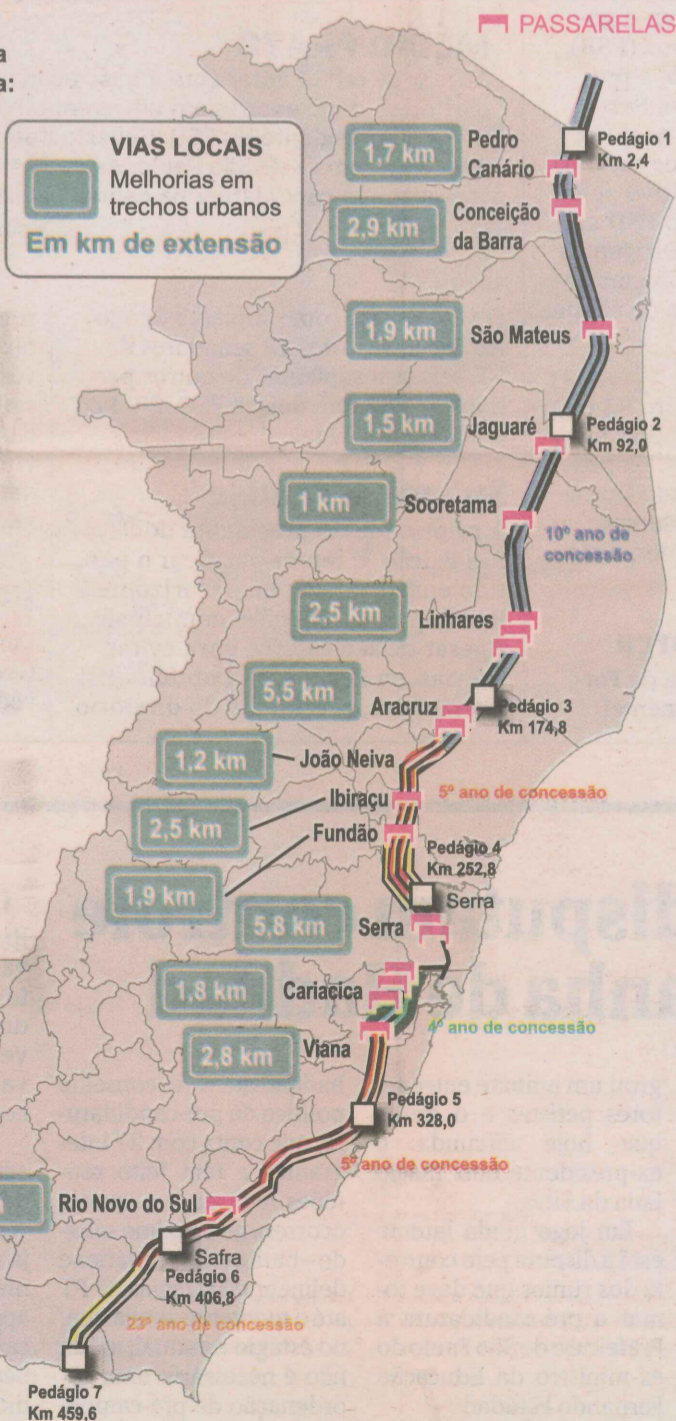 PASSARELAS
a
a:
VIAS LOCAIS
Melhorias em
trechos urbanos
Em km de extensão
Pedágio 1
Km 2,4
1,7 km
Pedro
Canário
2,9 km
Conceição
da Barra
1,9 km
São Mateus
1,5 km
Jaguaré
Pedágio 2
Km 92,0
1 km
Sooretama
10º ano de
concessão
2,5 km
Linhares
5,5 km
Aracruz
Pedágio 3
Km 174,8
1,2 km
João Neiva
5º ano de concessão
2,5 km
Ibiraçu
Fundão
1,9 km
Pedágio 4
Km 252,8
Serra
5,8 km
Serra
1,8 km
Cariacica
4º ano de concessão
2,8 km
Viana
Pedágio 5
Km 328,0
5º ano de concessão
Rio Novo do Sul
Safra
Pedágio 6
Km 406,8
23º ano de concessão
Pedágio 7
Km 459,6